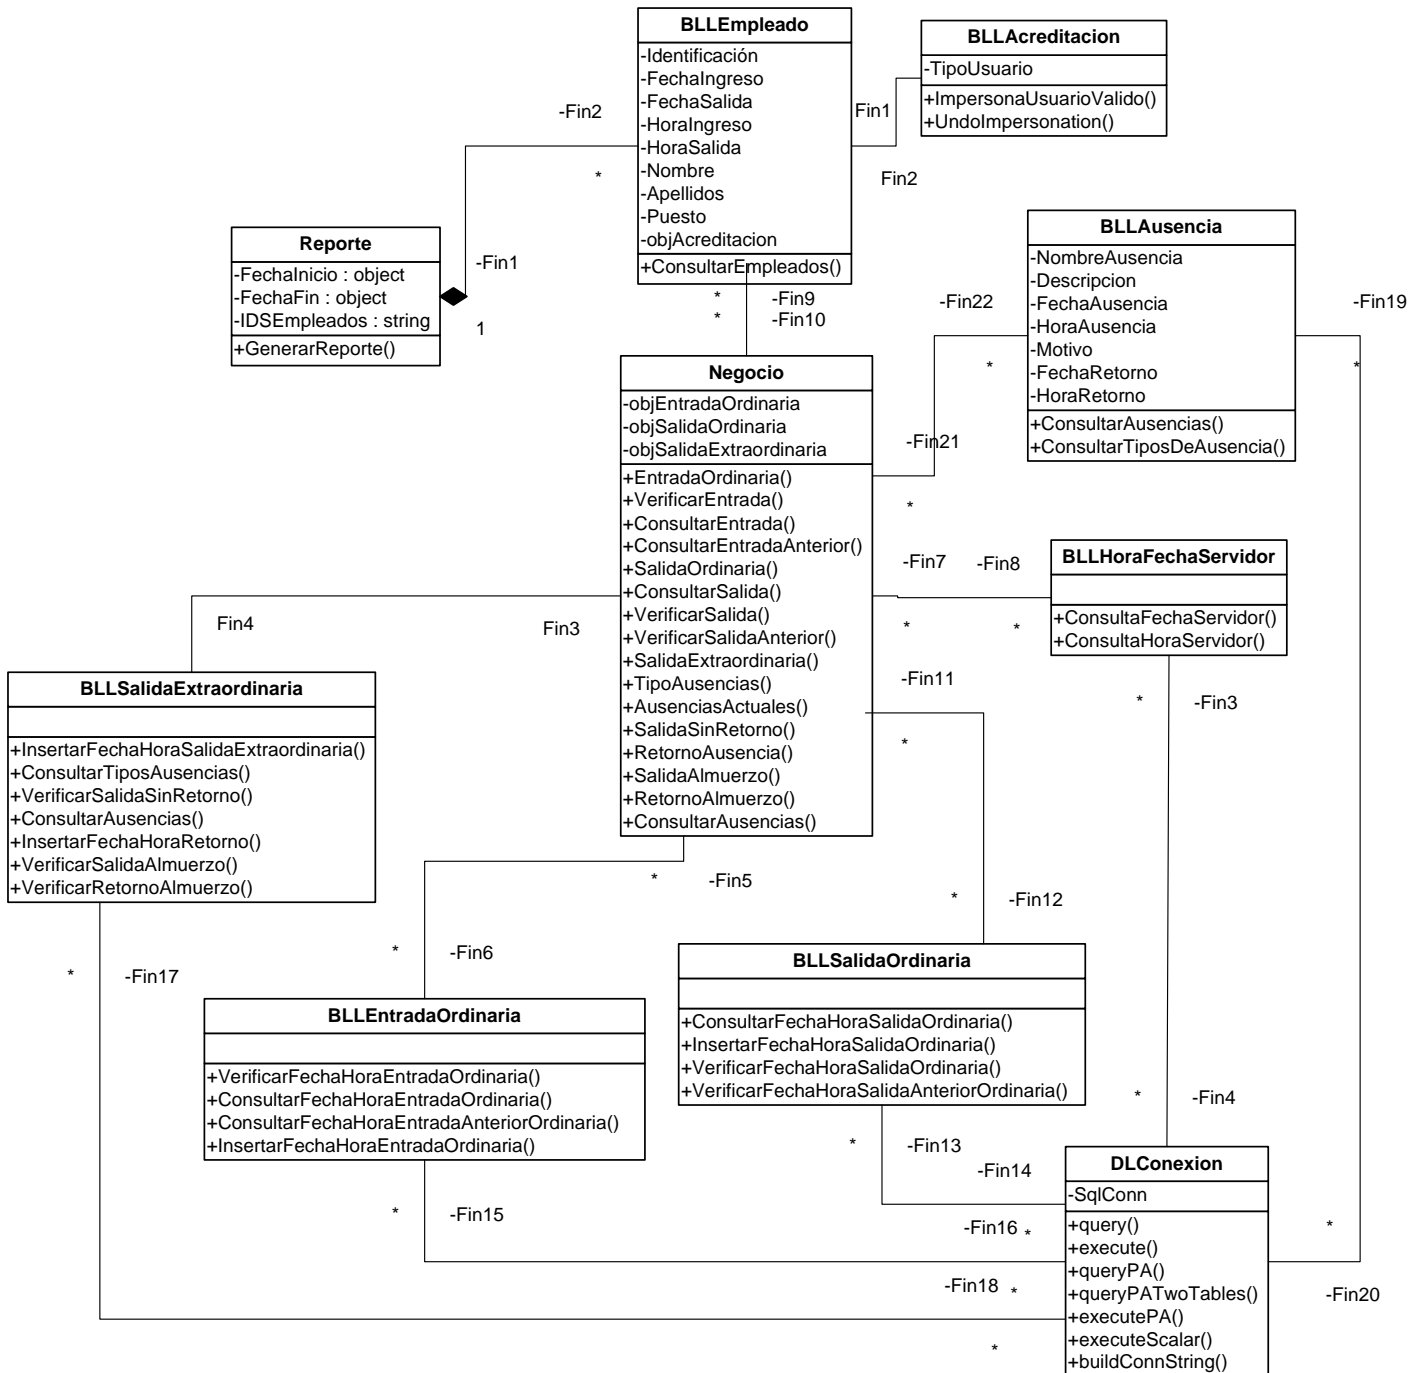 BLLEmpleado
-Identificación
-FechaIngreso
-FechaSalida
-HoraIngreso
-HoraSalida
-Nombre
-Apellidos
-Puesto
-objAcreditacion
+ConsultarEmpleados()
BLLAcreditacion
-TipoUsuario
+ImpersonaUsuarioValido()
+UndoImpersonation()
-Fin2
*
Fin1
Fin2
Reporte
-FechaInicio : object
-FechaFin : object
-IDSEmpleados : string
+GenerarReporte()
-Fin1
1
* -Fin9
* -Fin10
BLLAusencia
-NombreAusencia
-Descripcion
-FechaAusencia
-HoraAusencia
-Motivo
-FechaRetorno
-HoraRetorno
+ConsultarAusencias()
+ConsultarTiposDeAusencia()
-Fin22
*
-Fin19
*
Negocio
-objEntradaOrdinaria
-objSalidaOrdinaria
-objSalidaExtraordinaria
+EntradaOrdinaria()
+VerificarEntrada()
+ConsultarEntrada()
+ConsultarEntradaAnterior()
+SalidaOrdinaria()
+ConsultarSalida()
+VerificarSalida()
+VerificarSalidaAnterior()
+SalidaExtraordinaria()
+TipoAusencias()
+AusenciasActuales()
+SalidaSinRetorno()
+RetornoAusencia()
+SalidaAlmuerzo()
+RetornoAlmuerzo()
+ConsultarAusencias()
-Fin21
*
-Fin7 -Fin8
* *
BLLHoraFechaServidor
+ConsultaFechaServidor()
+ConsultaHoraServidor()
Fin4 Fin3
-Fin11
*
* -Fin3
BLLSalidaExtraordinaria
+InsertarFechaHoraSalidaExtraordinaria()
+ConsultarTiposAusencias()
+VerificarSalidaSinRetorno()
+ConsultarAusencias()
+InsertarFechaHoraRetorno()
+VerificarSalidaAlmuerzo()
+VerificarRetornoAlmuerzo()
* -Fin5
* -Fin12
* -Fin6
* -Fin17
BLLSalidaOrdinaria
+ConsultarFechaHoraSalidaOrdinaria()
+InsertarFechaHoraSalidaOrdinaria()
+VerificarFechaHoraSalidaOrdinaria()
+VerificarFechaHoraSalidaAnteriorOrdinaria()
BLLEntradaOrdinaria
+VerificarFechaHoraEntradaOrdinaria()
+ConsultarFechaHoraEntradaOrdinaria()
+ConsultarFechaHoraEntradaAnteriorOrdinaria()
+InsertarFechaHoraEntradaOrdinaria()
* -Fin4
* -Fin13
-Fin14
* -Fin15
-Fin16 *
-Fin18 *
*
DLConexion
-SqlConn
+query()
+execute()
+queryPA()
+queryPATwoTables()
+executePA()
+executeScalar()
+buildConnString()
*
-Fin20